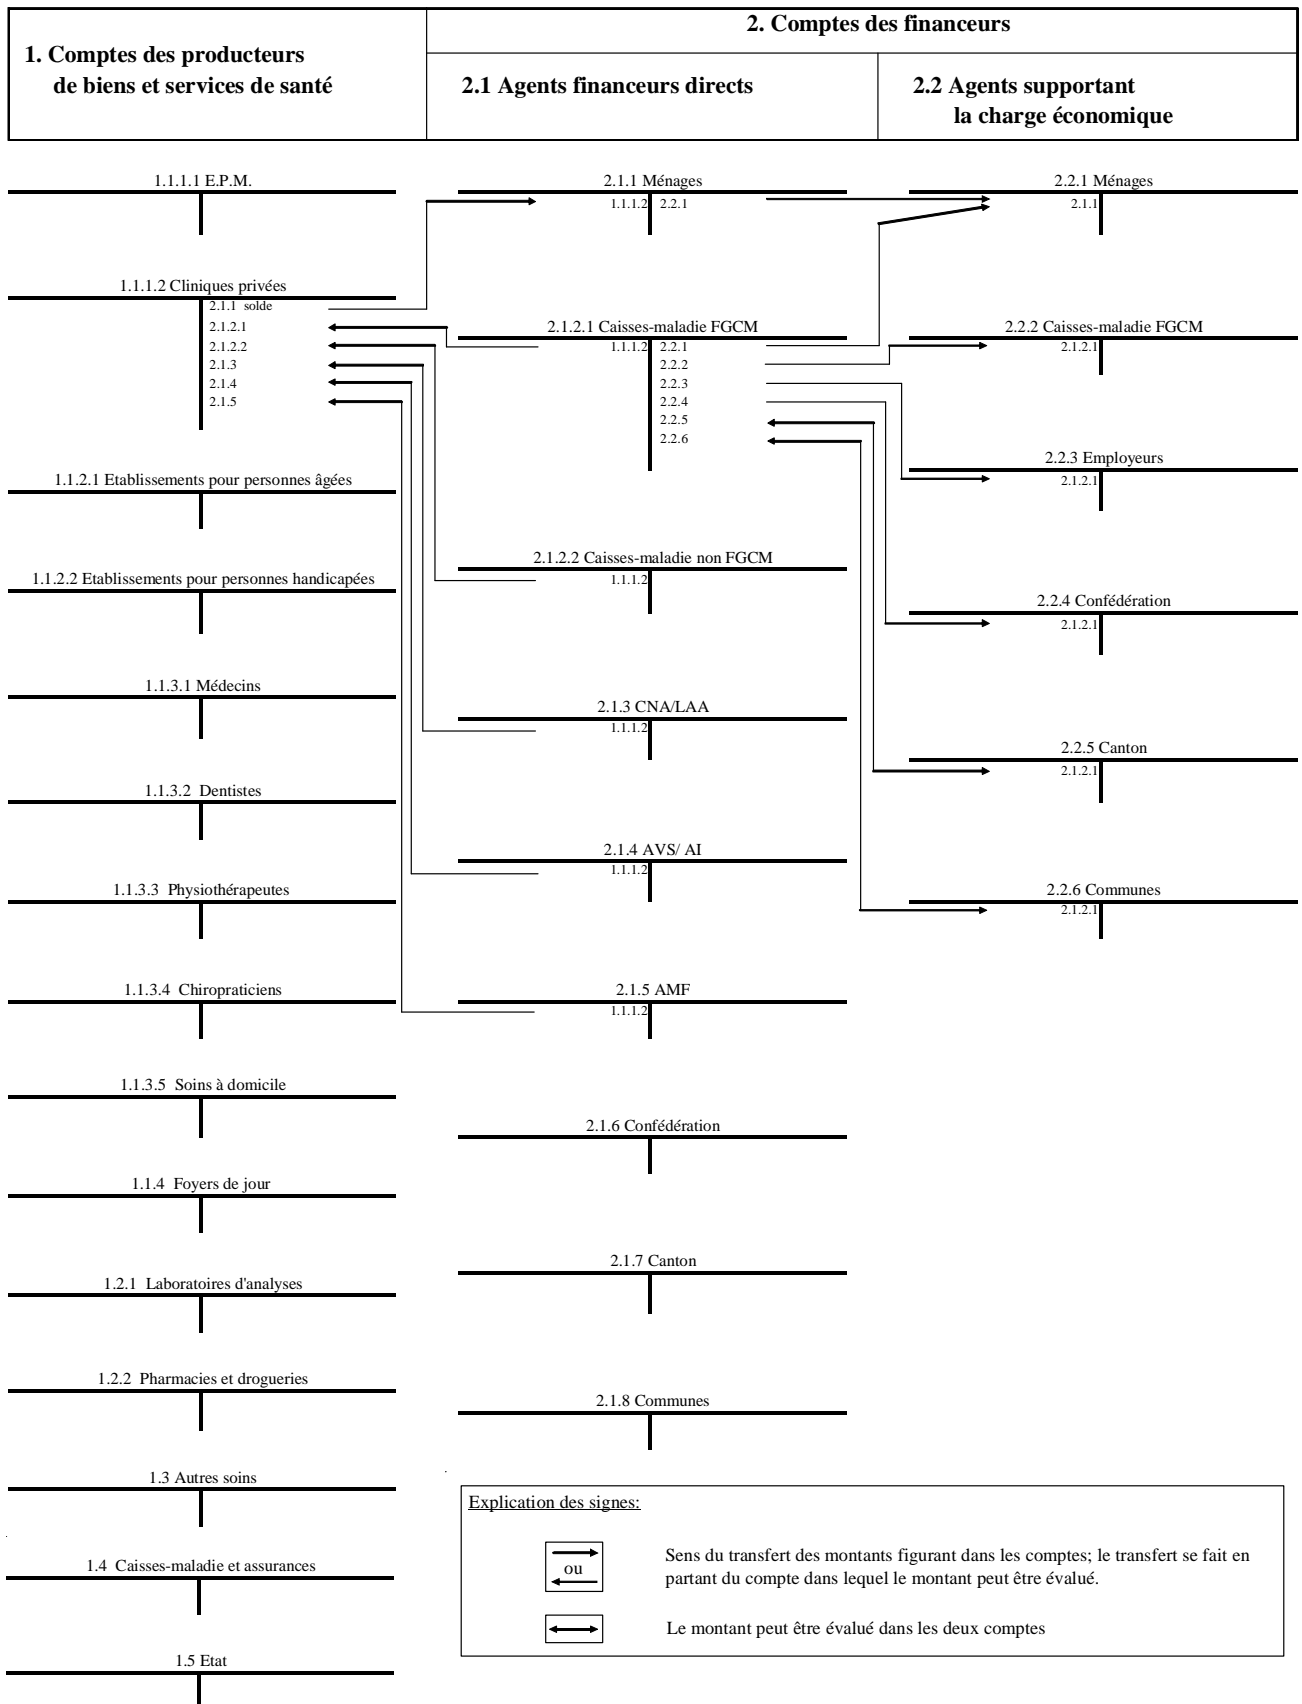 1. Comptes des producteurs
de biens et services de santé
2. Comptes des financeurs
2.1 Agents financeurs directs
2.2 Agents supportant
la charge économique
1.1.1.1 E.P.M.
1.1.1.2 Cliniques privées
2.1.1 solde
2.1.2.1
2.1.2.2
2.1.3
2.1.4
2.1.5
1.1.2.1 Etablissements pour personnes âgées
1.1.2.2 Etablissements pour personnes handicapées
1.1.3.1 Médecins
1.1.3.2 Dentistes
1.1.3.3 Physiothérapeutes
1.1.3.4 Chiropraticiens
1.1.3.5 Soins à domicile
1.1.4 Foyers de jour
1.2.1 Laboratoires d'analyses
1.2.2 Pharmacies et drogueries
1.3 Autres soins
1.4 Caisses-maladie et assurances
1.5 Etat
2.1.1 Ménages
1.1.1.2 2.2.1
2.1.2.1 Caisses-maladie FGCM
1.1.1.2 2.2.1
2.2.2
2.2.3
2.2.4
2.2.5
2.2.6
2.1.2.2 Caisses-maladie non FGCM
1.1.1.2
2.1.3 CNA/LAA
1.1.1.2
2.1.4 AVS/ AI
1.1.1.2
2.1.5 AMF
1.1.1.2
2.1.6 Confédération
2.1.7 Canton
2.1.8 Communes
2.2.1 Ménages
2.1.1
2.2.2 Caisses-maladie FGCM
2.1.2.1
2.2.3 Employeurs
2.1.2.1
2.2.4 Confédération
2.1.2.1
2.2.5 Canton
2.1.2.1
2.2.6 Communes
2.1.2.1
Explication des signes:
ou
Sens du transfert des montants figurant dans les comptes; le transfert se fait en
partant du compte dans lequel le montant peut être évalué.
Le montant peut être évalué dans les deux comptes